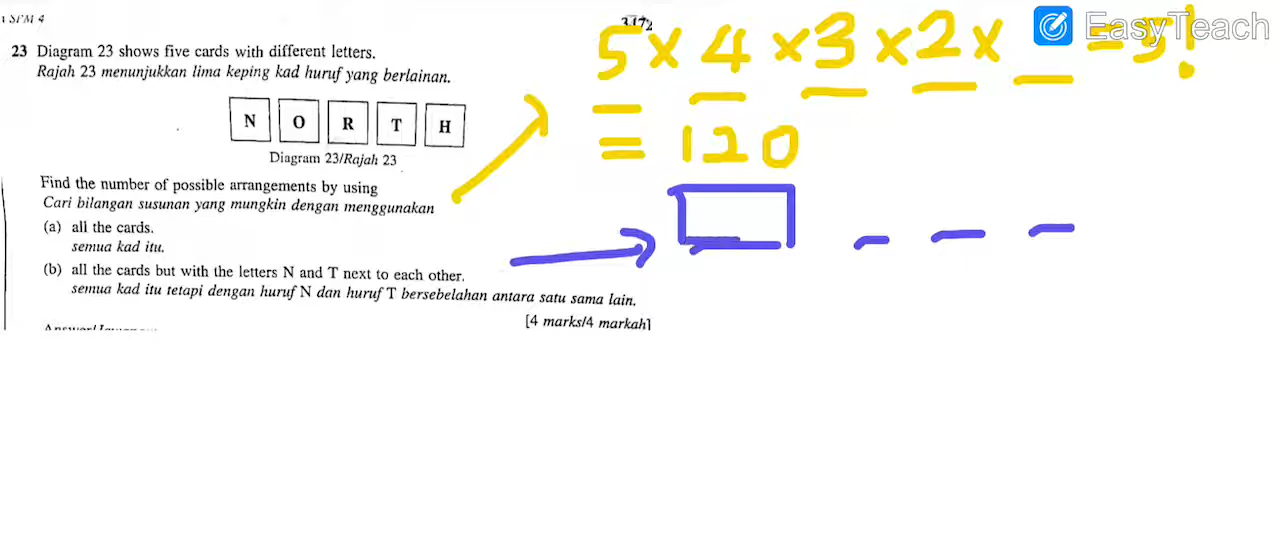 SPM 4
3472
23 Diagram 23 shows five cards with different letters.
Rajah 23 menunjukkan lima keping kad huruf yang berlainan.
N O R T H
Diagram 23/Rajah 23
Find the number of possible arrangements by using
Cari bilangan susunan yang mungkin dengan menggunakan
(a) all the cards.
semua kad itu.
(b) all the cards but with the letters N and T next to each other.
semua kad itu tetapi dengan huruf N dan huruf T bersebelahan antara satu sama lain.
[4 marks/4 markah]
5 × 4 × 3 × 2 × = 5!
= 120
EasyTeach